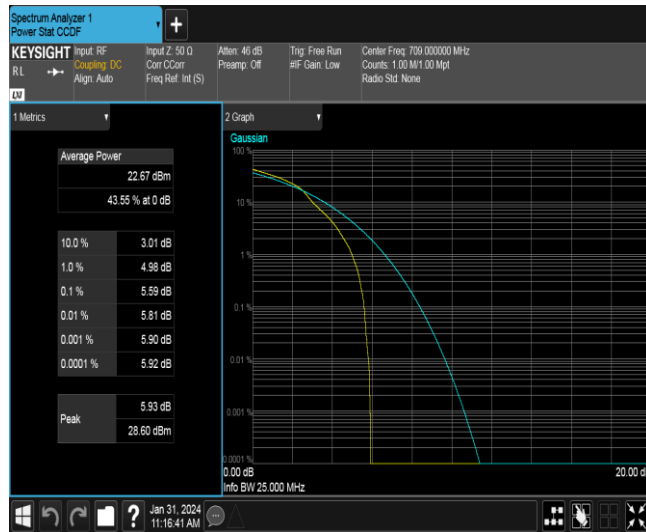 Spectrum Analyzer 1
Power Stat CCDF
+
KEYSIGHT
R L
LXI
Input: RF
Coupling: DC
Align: Auto
Input Z: 50 Ω
Corr CCorr
Freq Ref: Int (S)
Atten: 46 dB
Preamp: Off
Trig: Free Run
#IF Gain: Low
Center Freq: 709.000000 MHz
Counts: 1.00 M/1.00 Mpt
Radio Std: None
1 Metrics
Average Power
22.67 dBm
43.55 % at 0 dB
10.0 % 3.01 dB
1.0 % 4.98 dB
0.1 % 5.59 dB
0.01 % 5.81 dB
0.001 % 5.90 dB
0.0001 % 5.92 dB
Peak
5.93 dB
28.60 dBm
2 Graph
Gaussian
100 %
10 %
1 %
0.1 %
0.01 %
0.001 %
0.0001 %
0.00 dB 20.00 d
Info BW 25.000 MHz
?
Jan 31, 2024
11:16:41 AM